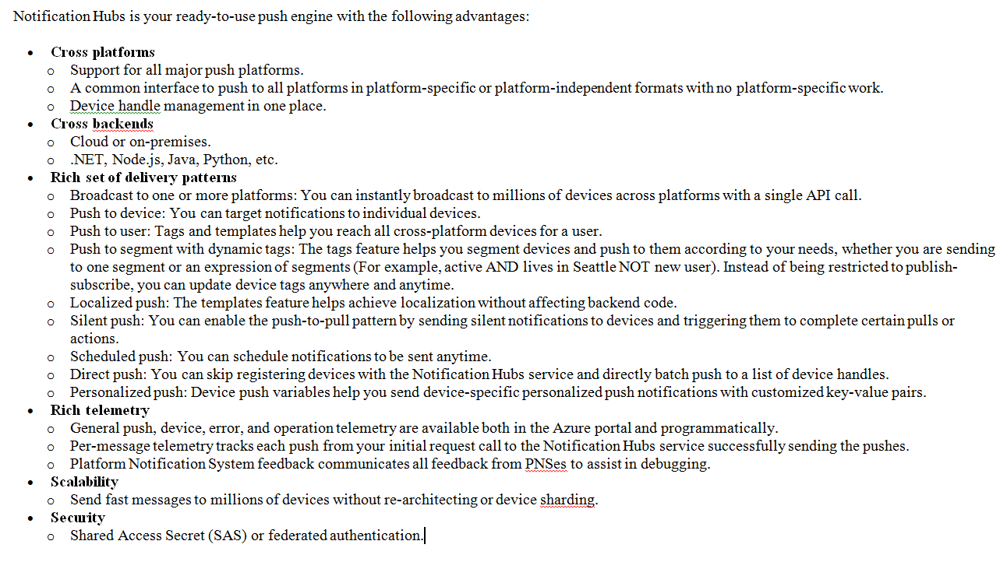 Notification Hubs is your ready-to-use push engine with the following advantages:
• Cross platforms
o Support for all major push platforms.
o A common interface to push to all platforms in platform-specific or platform-independent formats with no platform-specific work.
o Device handle management in one place.
• Cross backends
o Cloud or on-premises.
o .NET, Node.js, Java, Python, etc.
• Rich set of delivery patterns
o Broadcast to one or more platforms: You can instantly broadcast to millions of devices across platforms with a single API call.
o Push to device: You can target notifications to individual devices.
o Push to user: Tags and templates help you reach all cross-platform devices for a user.
o Push to segment with dynamic tags: The tags feature helps you segment devices and push to them according to your needs, whether you are sending
to one segment or an expression of segments (For example, active AND lives in Seattle NOT new user). Instead of being restricted to publish-
subscribe, you can update device tags anywhere and anytime.
o Localized push: The templates feature helps achieve localization without affecting backend code.
o Silent push: You can enable the push-to-pull pattern by sending silent notifications to devices and triggering them to complete certain pulls or
actions.
o Scheduled push: You can schedule notifications to be sent anytime.
o Direct push: You can skip registering devices with the Notification Hubs service and directly batch push to a list of device handles.
o Personalized push: Device push variables help you send device-specific personalized push notifications with customized key-value pairs.
• Rich telemetry
o General push, device, error, and operation telemetry are available both in the Azure portal and programmatically.
o Per-message telemetry tracks each push from your initial request call to the Notification Hubs service successfully sending the pushes.
o Platform Notification System feedback communicates all feedback from PNSes to assist in debugging.
• Scalability
o Send fast messages to millions of devices without re-architecting or device sharding.
• Security
o Shared Access Secret (SAS) or federated authentication.